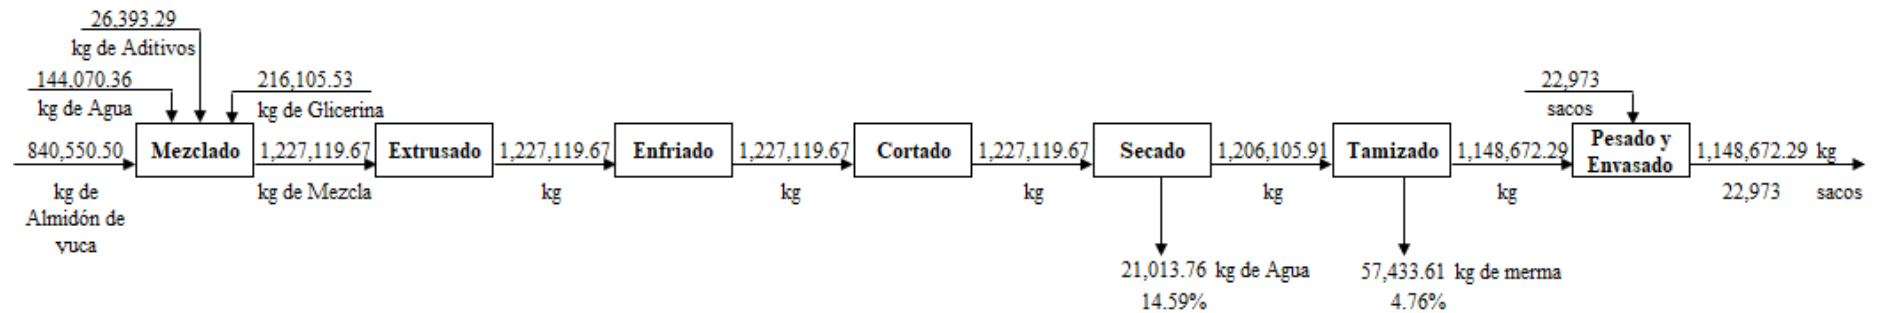 26,393.29
kg de Aditivos
144,070.36
kg de Agua
216,105.53
kg de Glicerina
840,550.50
kg de
Almidón de
yuca
Mezclado
1,227,119.67
kg de Mezcla
Extrusado
1,227,119.67
kg
Enfriado
1,227,119.67
kg
Cortado
1,227,119.67
kg
Secado
21,013.76 kg de Agua
14.59%
1,206,105.91
kg
Tamizado
57,433.61 kg de merma
4.76%
1,148,672.29
kg
22,973
sacos
Pesado y
Envasado
1,148,672.29 kg
22,973 sacos